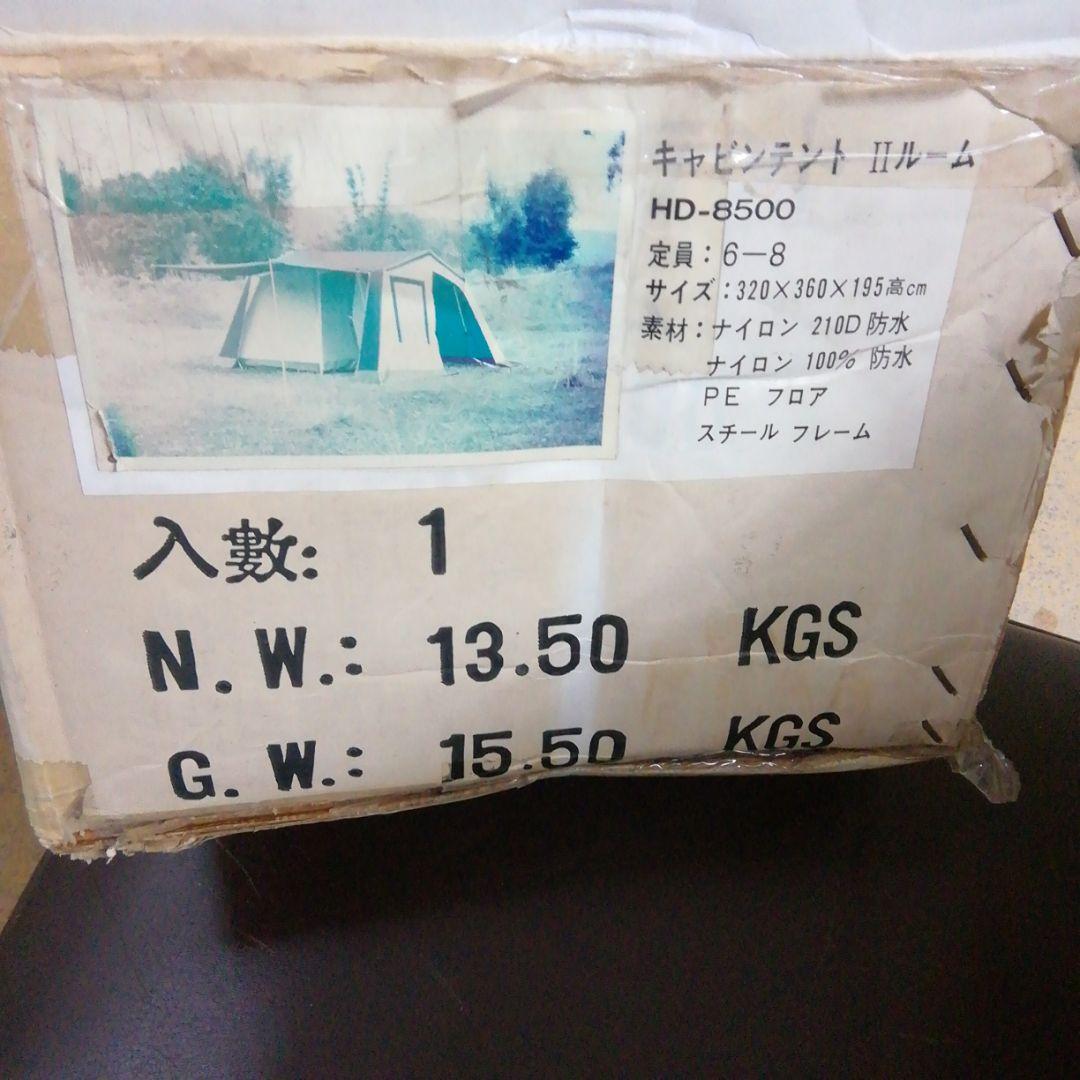 キャビンテント IIルーム
HD-8500
定員：6—8
サイズ：320×360×195高cm
素材：ナイロン 210D 防水
ナイロン 100% 防水
PE フロア
スチール フレーム
入數: 1
N.W.: 13.50 KGS
G.W.: 15.50 KGS